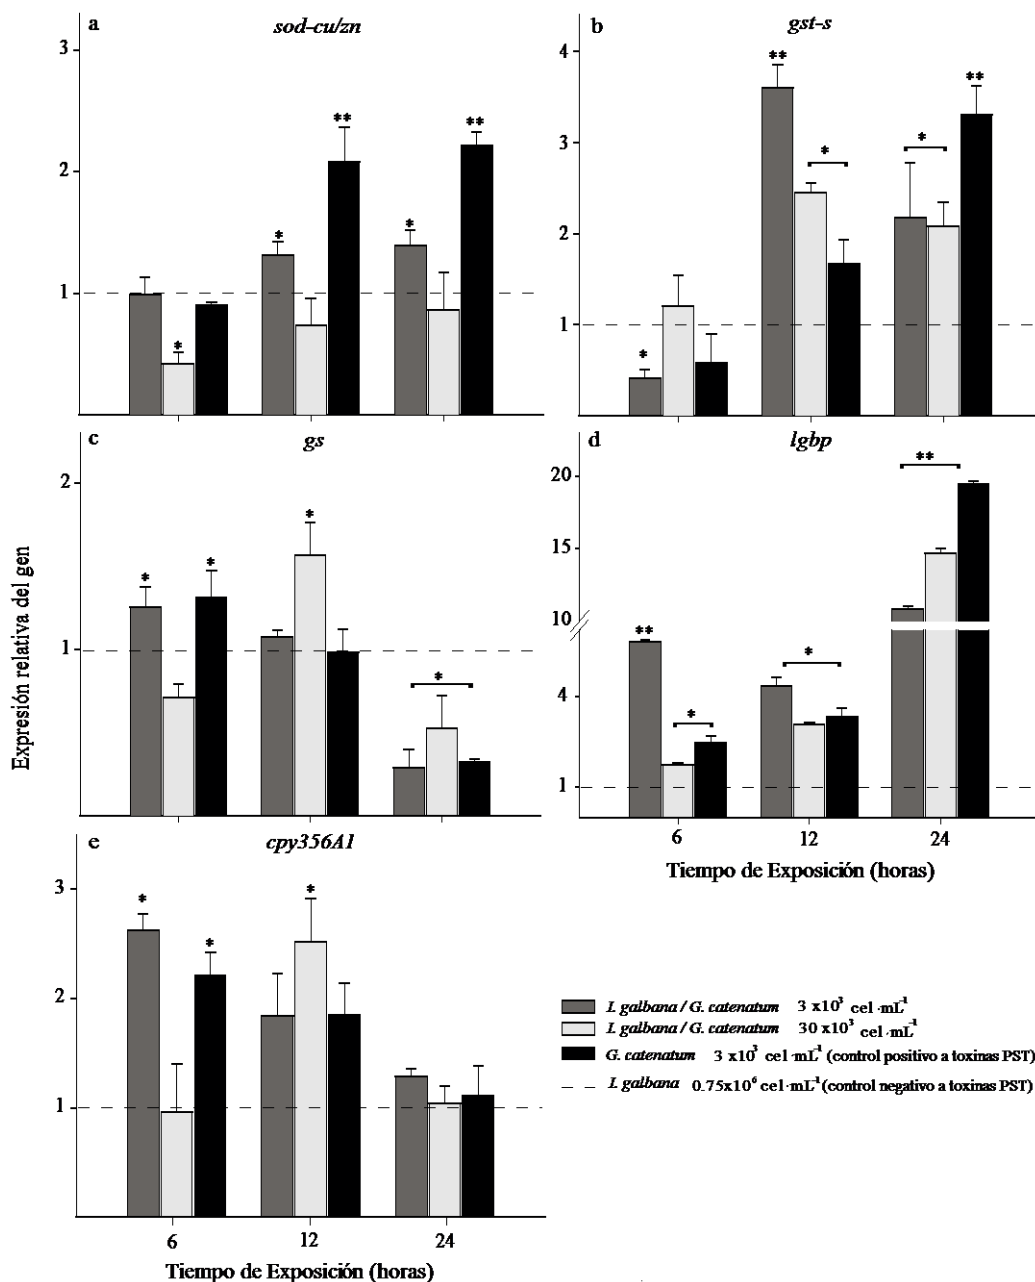 a
sod-cu/zn
3
2
1
**
**
*
*
*
b
gst-s
4
3
2
1
**
**
*
*
*
c
gs
2
1
*
*
*
*
d
lgbp
20
15
10
4
1
**
**
*
*
6
12
24
Tiempo de Exposición (horas)
Expresión relativa del gen
e
cpy356A1
3
2
1
*
*
*
6
12
24
Tiempo de Exposición (horas)
I. galbana / G. catenatum 3 x10³ cel·mL⁻¹
I. galbana / G. catenatum 30 x10³ cel·mL⁻¹
G. catenatum 3 x10³ cel·mL⁻¹ (control positivo a toxinas PST)
I. galbana 0.75x10⁶ cel·mL⁻¹ (control negativo a toxinas PST)